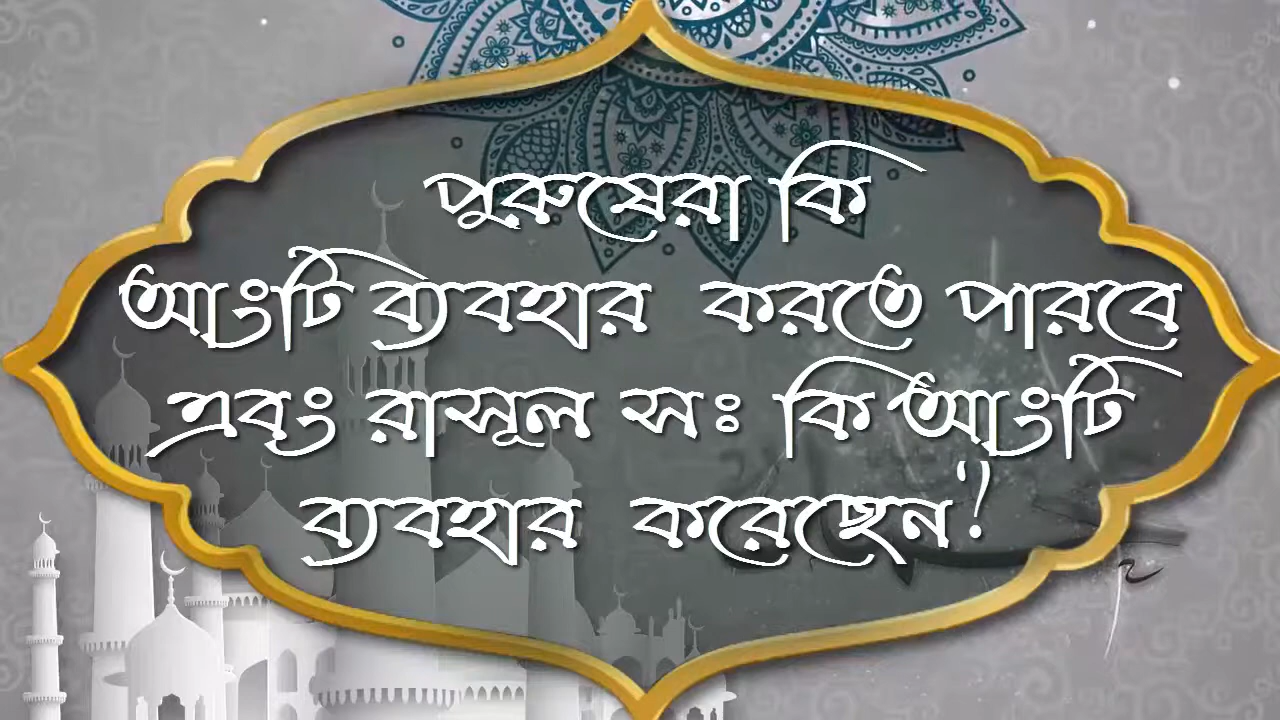 পুরুষেরা কি
আংটি ব্যবহার করতে পারবে
এবং রাসূল সঃ কি আংটি
ব্যবহার করেছেন?